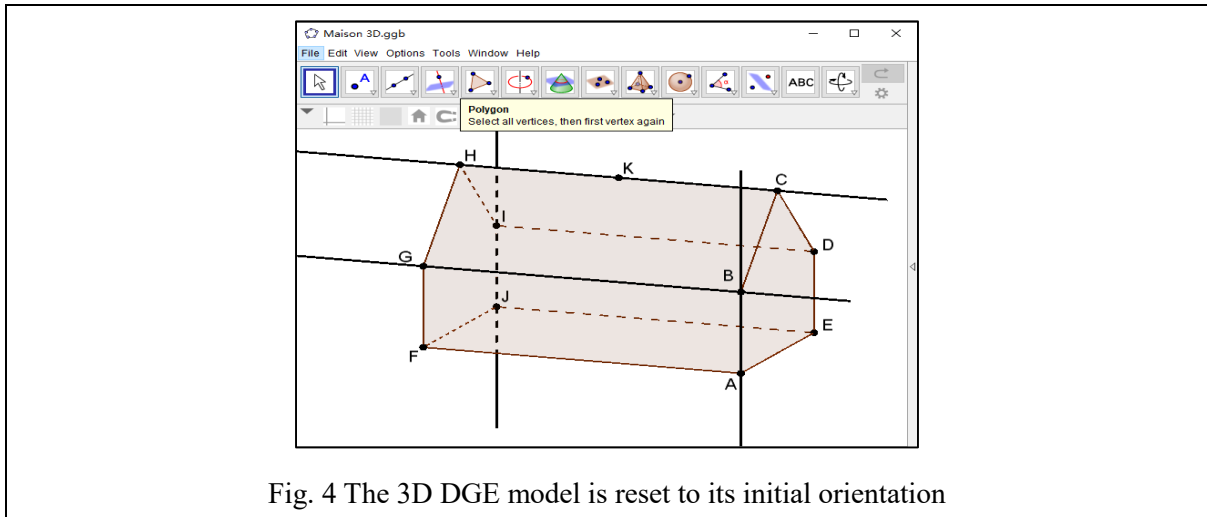 Maison 3D.ggb
File Edit View Options Tools Window Help
A
ABC
Polygon
Select all vertices, then first vertex again
H
K
C
I
D
G
B
J
E
F
A
Fig. 4 The 3D DGE model is reset to its initial orientation